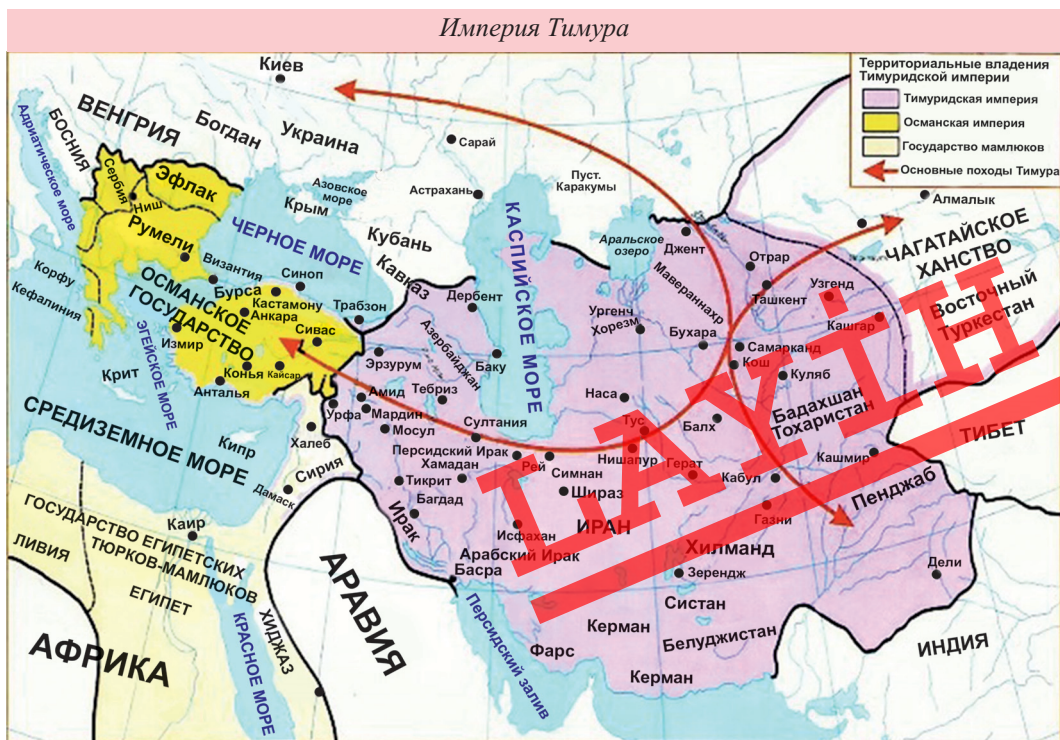 Империя Тимура
Территориальные владения
Тимуридской империи
Тимуридская империя
Османская империя
Государство мамлюков
Основные походы Тимура
Киев
ВЕНГРИЯ
БОСНИЯ
Адриатическое море
Богдан
Украина
Сарай
Астрахань
Пуст.
Каракумы
Азовское
море
Крым
Кубань
Кавказ
Сербия
Ниш
Эфлак
Румели
ЧЕРНОЕ МОРЕ
КАСПИЙСКОЕ МОРЕ
Аральское
озеро
Джент
Отрар
Алмалык
ЧАГАТАЙСКОЕ
ХАНСТВО
Восточный
Туркестан
Мавераннахр
Ташкент
Узгенд
Кашгар
Ургенч
Хорезм
Бухара
Самарканд
Кош
Куляб
Бадахшан
Тохаристан
Корфу
Кефалиния
Византия
Бурса
Синоп
Кастамону
Анкара
Трабзон
ОСМАНСКОЕ
ГОСУДАРСТВО
Сивас
Измир
Конья
Кайсар
Анталья
ЭГЕЙСКОЕ МОРЕ
Крит
Дербент
Азербайджан
Баку
Эрзурум
Тебриз
Амид
Урфа
Мардин
Мосул
Султания
Наса
Тус
Балх
ТИБЕТ
СРЕДИЗЕМНОЕ МОРЕ
Кипр
Халеб
Сирия
Дамаск
Персидский Ирак
Хамадан
Рей
Симнан
Нишапур
Герат
Кабул
Кашмир
Пенджаб
Тикрит
Багдад
Шираз
Газни
Ирак
Исфахан
ИРАН
Арабский Ирак
Басра
Хилманд
Зерендж
Дели
Систан
Керман
Белуджистан
Фарс
Керман
ИНДИЯ
Персидский залив
ГОСУДАРСТВО ЕГИПЕТСКИХ
ТЮРКОВ-МАМЛЮКОВ
Каир
ЛИВИЯ
ЕГИПЕТ
ХИДЖАЗ
КРАСНОЕ МОРЕ
АРАВИЯ
АФРИКА
LAYİH